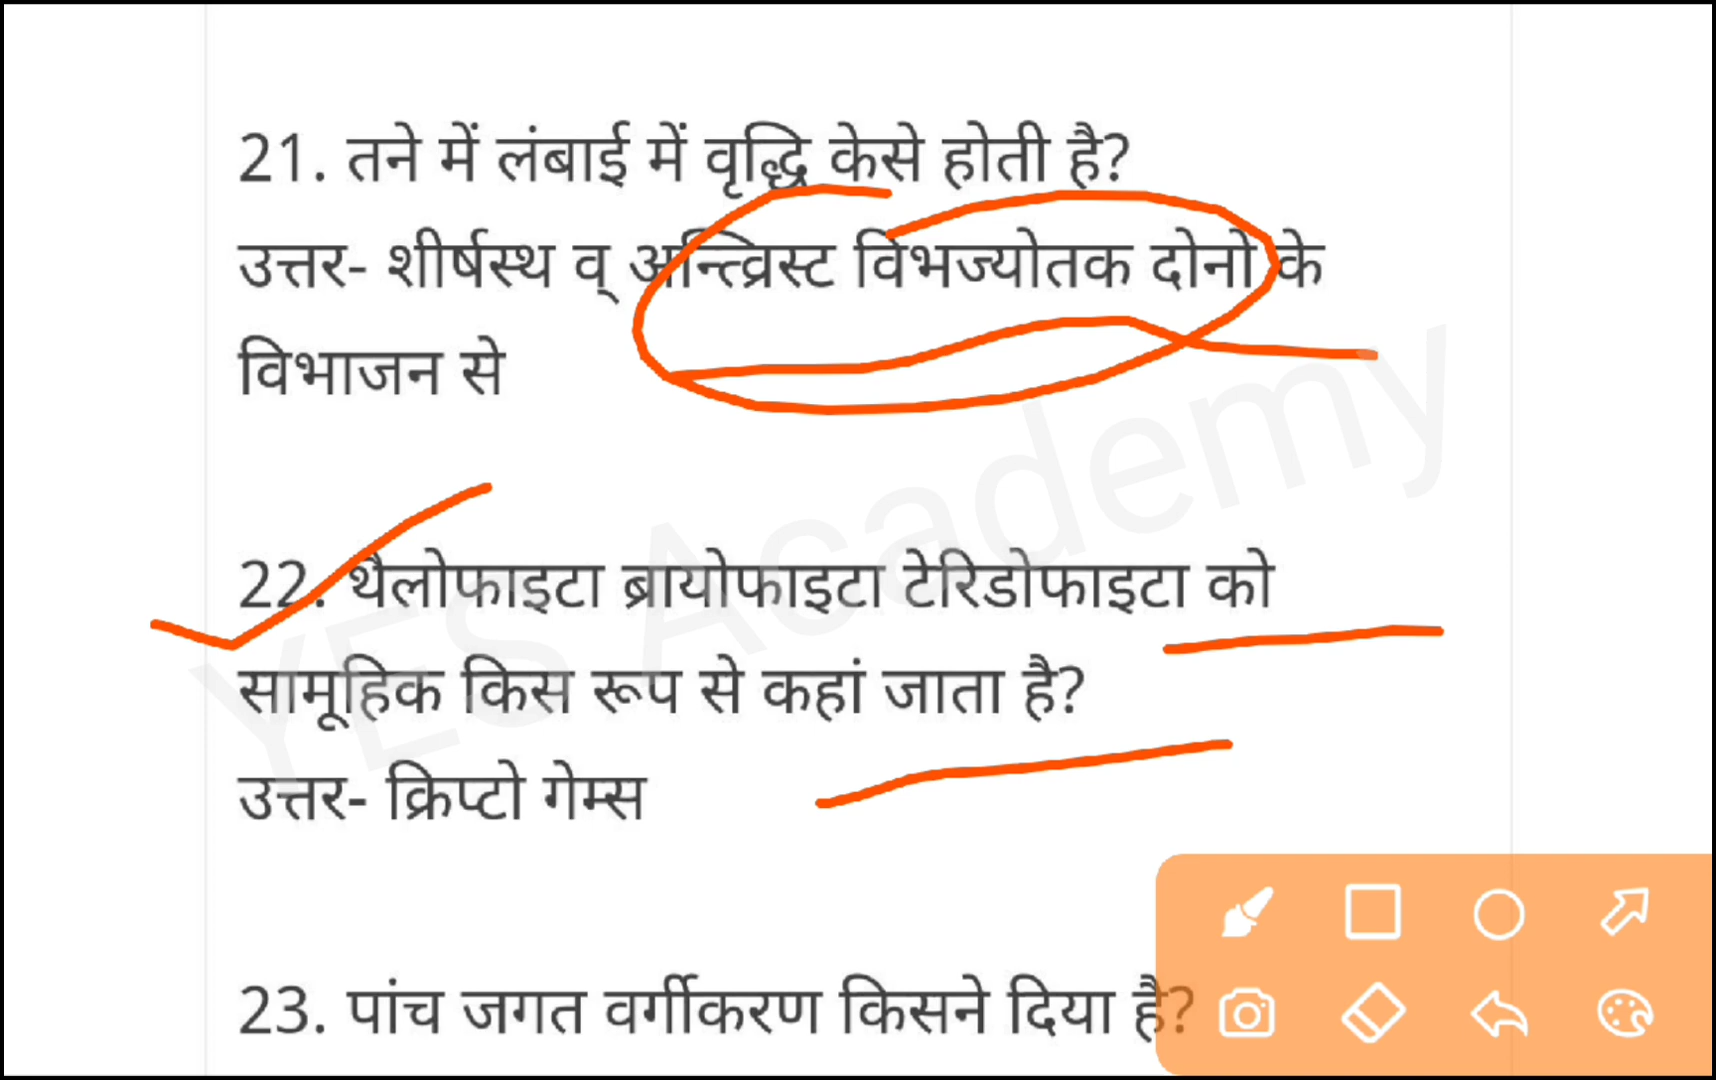 21. तने में लंबाई में वृद्धि केसे होती है?
उत्तर- शीर्षस्थ व् अन्त्व्रिस्ट विभज्योतक दोनो के
विभाजन से
22. थैलोफाइटा ब्रायोफाइटा टेरिडोफाइटा को
सामूहिक किस रूप से कहां जाता है?
उत्तर- क्रिप्टो गेम्स
23. पांच जगत वर्गीकरण किसने दिया है?
YES Academy